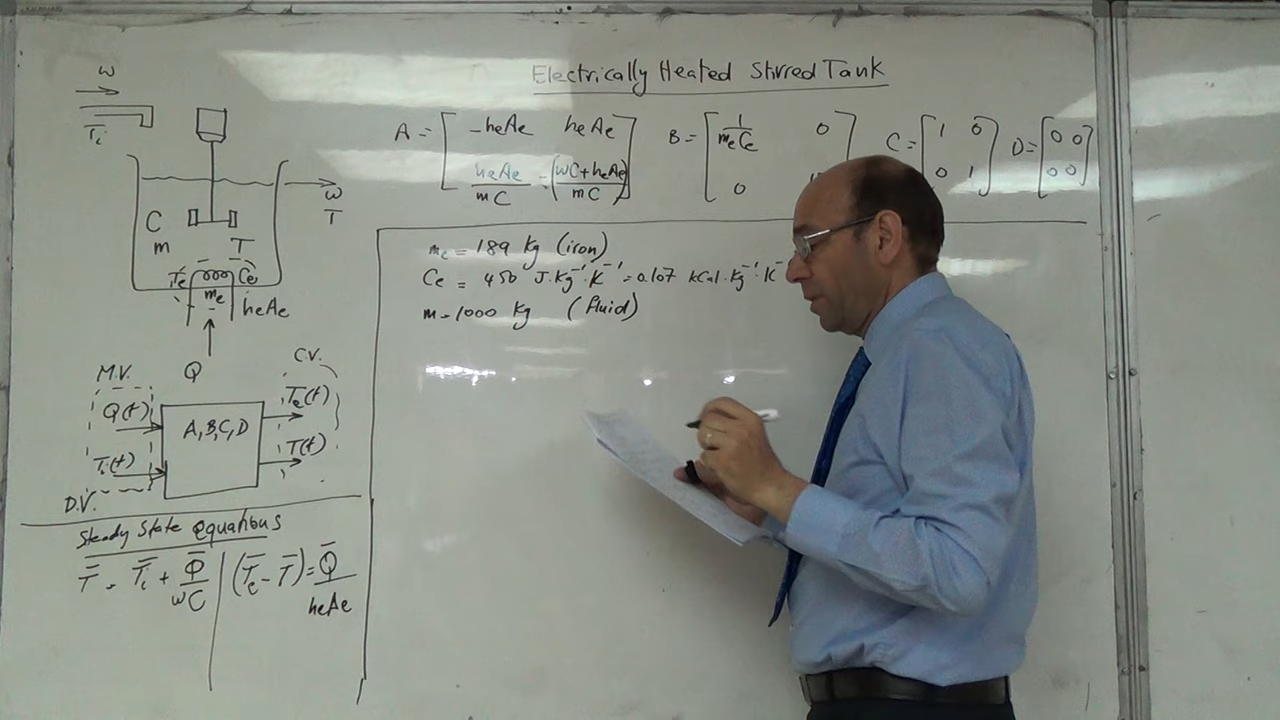 Electrically Heated Stirred Tank
A = [ -heAe heAe
heAe/mC -(wC+heAe)/mC ]
B = [ 1/meCe 0
0
C = [ 1 0
0 1 ]
D = [ 0 0
0 0 ]
w
Ti
w
T
C
m
T
Te
Ce
me
heAe
Q
me = 189 kg (iron)
Ce = 450 J.kg⁻¹.K⁻¹ = 0.107 kcal.kg⁻¹.K⁻
m = 1000 kg (fluid)
M.V.
C.V.
Q(t)
Ti(t)
A, B, C, D
Te(t)
T(t)
D.V.
Steady State equations
T̄ = T̄i + Q̄/wC | (T̄e - T̄) = Q̄/heAe